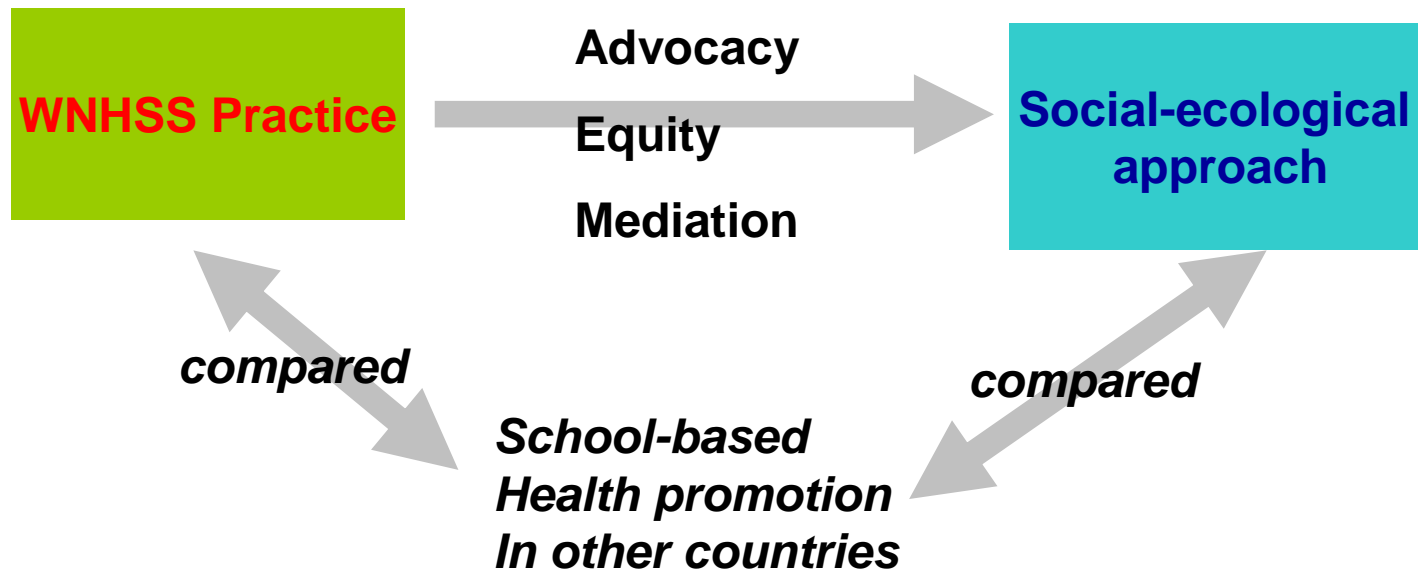 WNHSS Practice
Advocacy
Equity
Mediation
Social-ecological
approach
compared
compared
School-based
Health promotion
In other countries